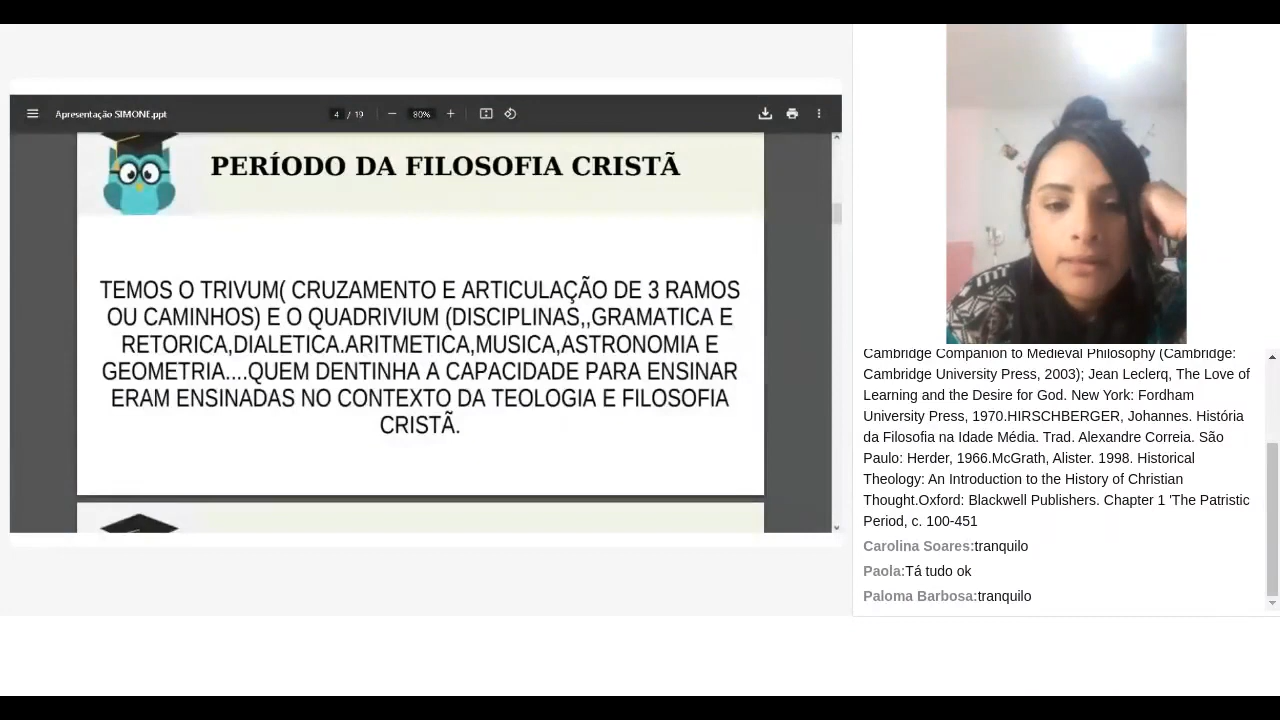 Apresentação SIMONE.ppt
4 / 19
80%
PERÍODO DA FILOSOFIA CRISTÃ
TEMOS O TRIVUM( CRUZAMENTO E ARTICULAÇÃO DE 3 RAMOS
OU CAMINHOS) E O QUADRIVIUM (DISCIPLINAS,,GRAMATICA E
RETORICA,DIALETICA.ARITMETICA,MUSICA,ASTRONOMIA E
GEOMETRIA....QUEM DENTINHA A CAPACIDADE PARA ENSINAR
ERAM ENSINADAS NO CONTEXTO DA TEOLOGIA E FILOSOFIA
CRISTÃ.
Cambridge Companion to Medieval Philosophy (Cambridge:
Cambridge University Press, 2003); Jean Leclerq, The Love of
Learning and the Desire for God. New York: Fordham
University Press, 1970.HIRSCHBERGER, Johannes. História
da Filosofia na Idade Média. Trad. Alexandre Correia. São
Paulo: Herder, 1966.McGrath, Alister. 1998. Historical
Theology: An Introduction to the History of Christian
Thought.Oxford: Blackwell Publishers. Chapter 1 'The Patristic
Period, c. 100-451
Carolina Soares:tranquilo
Paola:Tá tudo ok
Paloma Barbosa:tranquilo